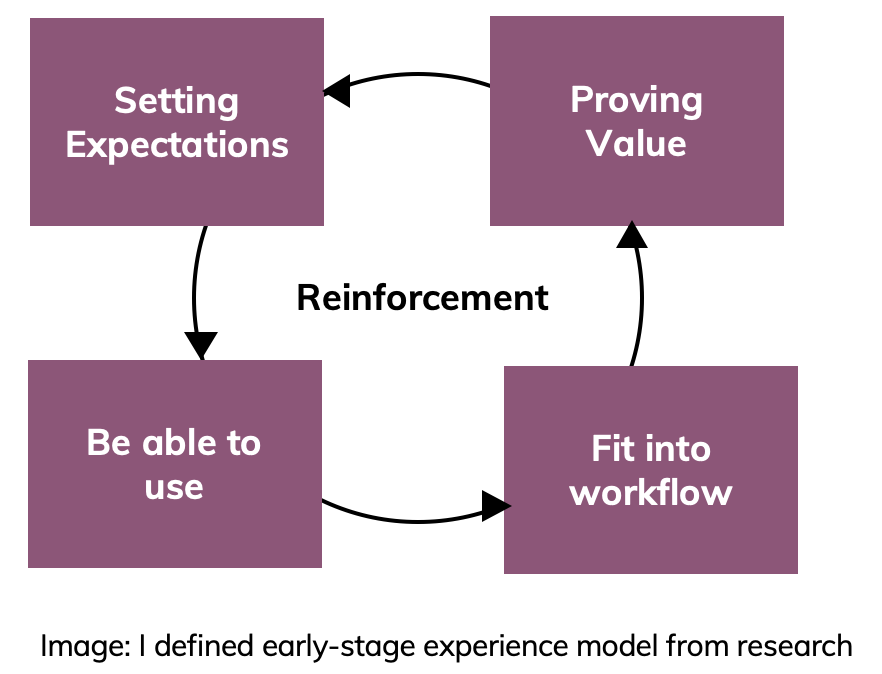 Setting
Expectations
Proving
Value
Reinforcement
Be able to
use
Fit into
workflow
Image: I defined early-stage experience model from research